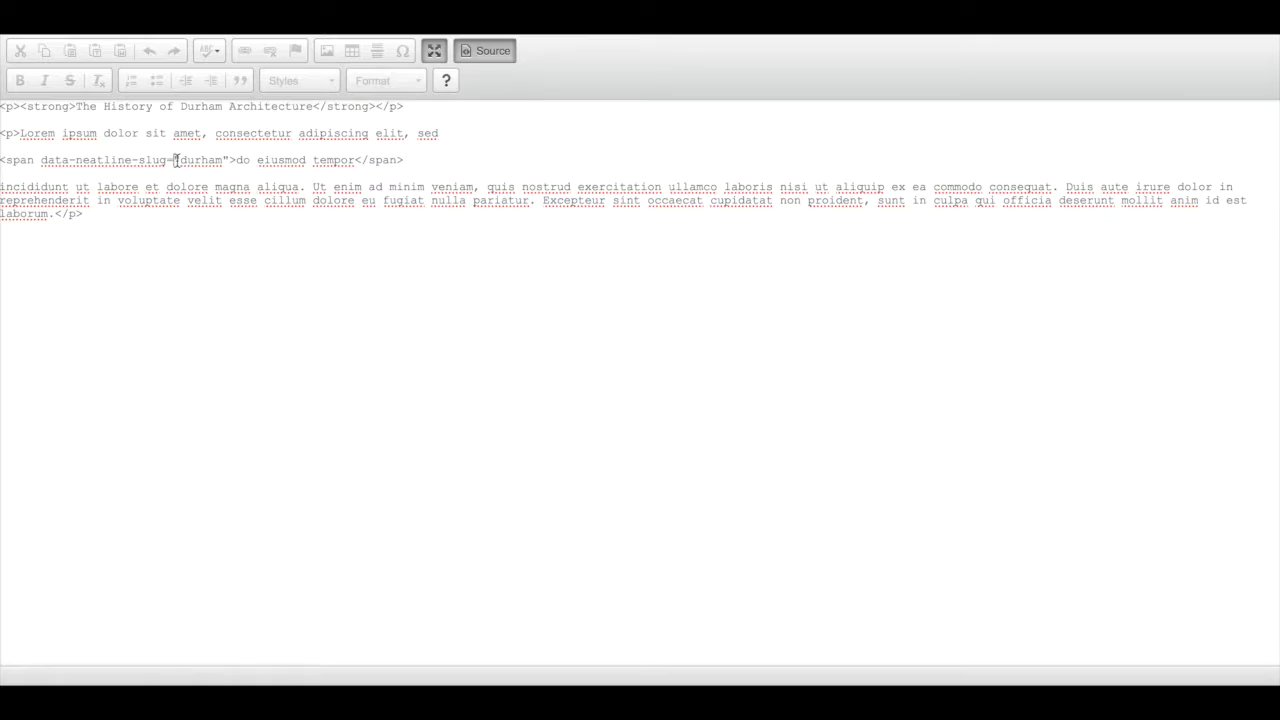 ABC
Source
B I S Tx Styles Format ?
<p><strong>The History of Durham Architecture</strong></p>
<p>Lorem ipsum dolor sit amet, consectetur adipiscing elit, sed
<span data-neatline-slug="durham">do eiusmod tempor</span>
incididunt ut labore et dolore magna aliqua. Ut enim ad minim veniam, quis nostrud exercitation ullamco laboris nisi ut aliquip ex ea commodo consequat. Duis aute irure dolor in
reprehenderit in voluptate velit esse cillum dolore eu fugiat nulla pariatur. Excepteur sint occaecat cupidatat non proident, sunt in culpa qui officia deserunt mollit anim id est
laborum.</p>